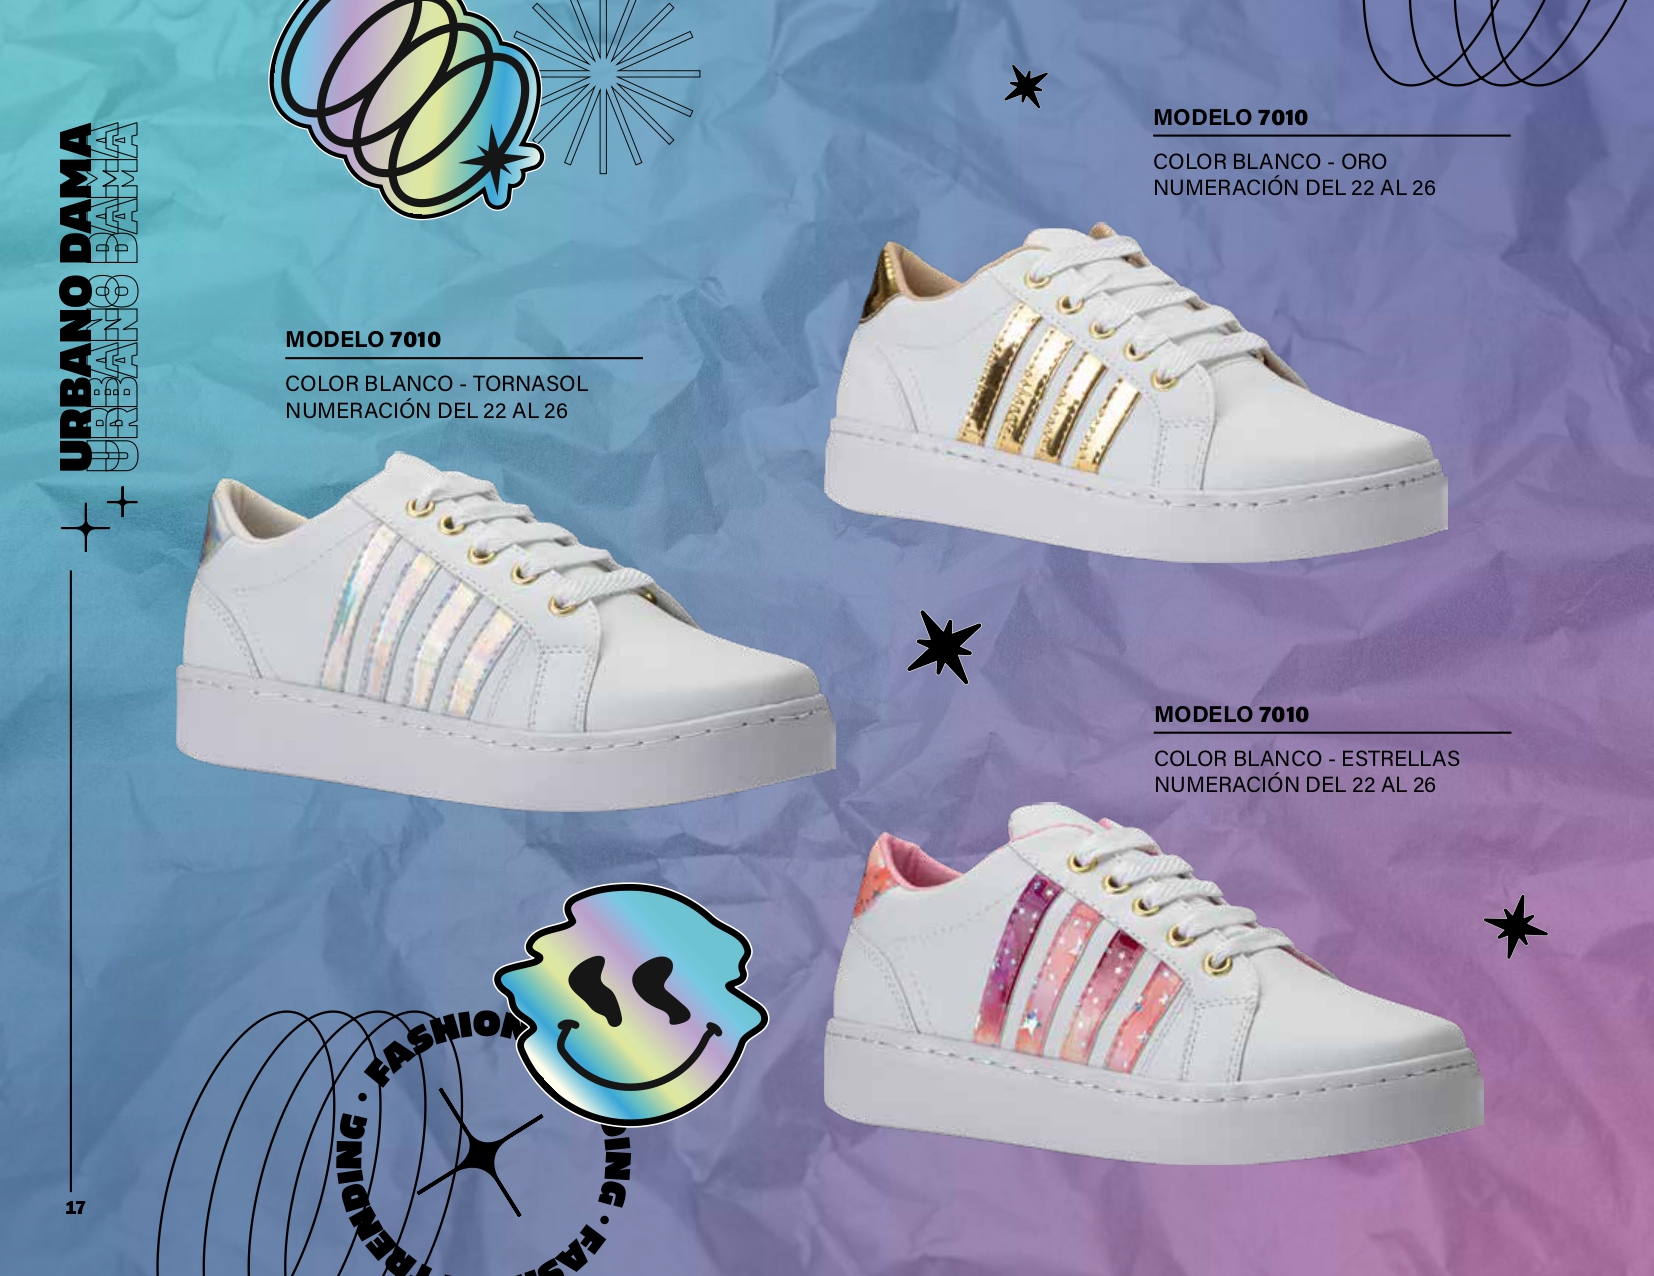 URBANO DAMA
URBANO DAMA
URBANO DAMA
MODELO 7010
COLOR BLANCO - TORNASOL
NUMERACIÓN DEL 22 AL 26
MODELO 7010
COLOR BLANCO - ORO
NUMERACIÓN DEL 22 AL 26
MODELO 7010
COLOR BLANCO - ESTRELLAS
NUMERACIÓN DEL 22 AL 26
TRENDING · FASHION
DING · FASH
17